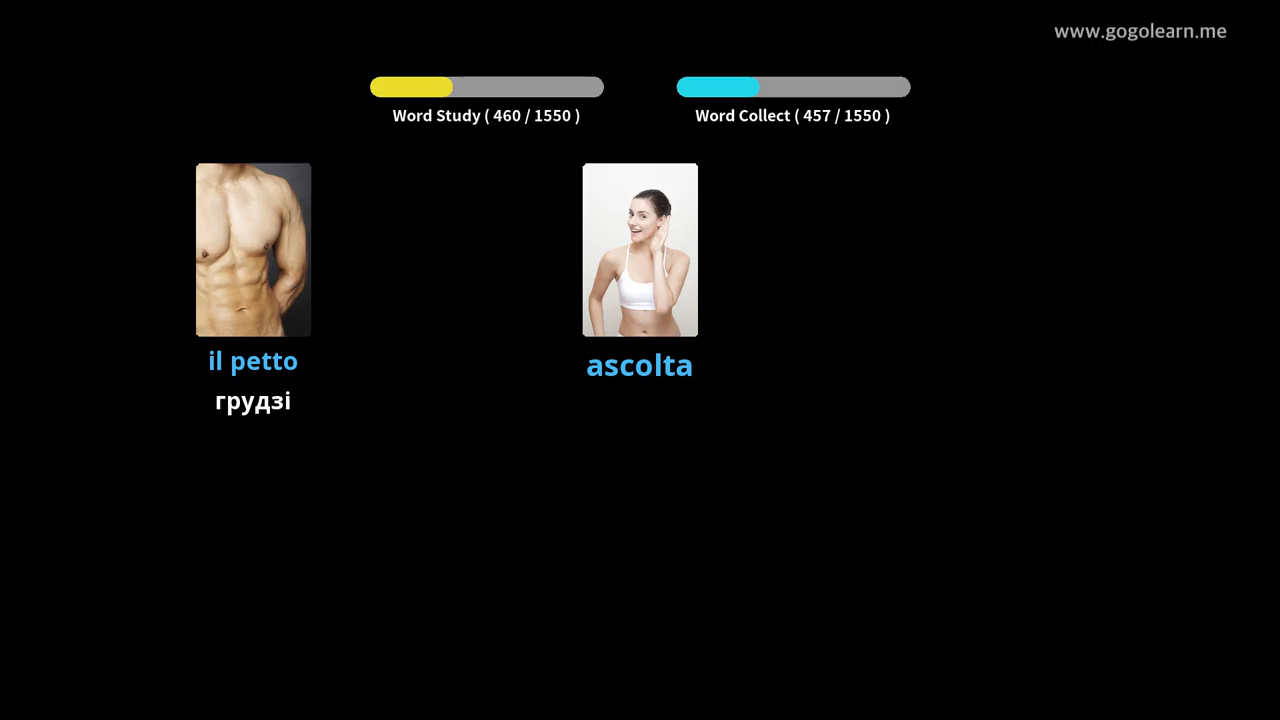 www.gogolearn.me
Word Study ( 460 / 1550 )
Word Collect ( 457 / 1550 )
il petto
грудзі
ascolta